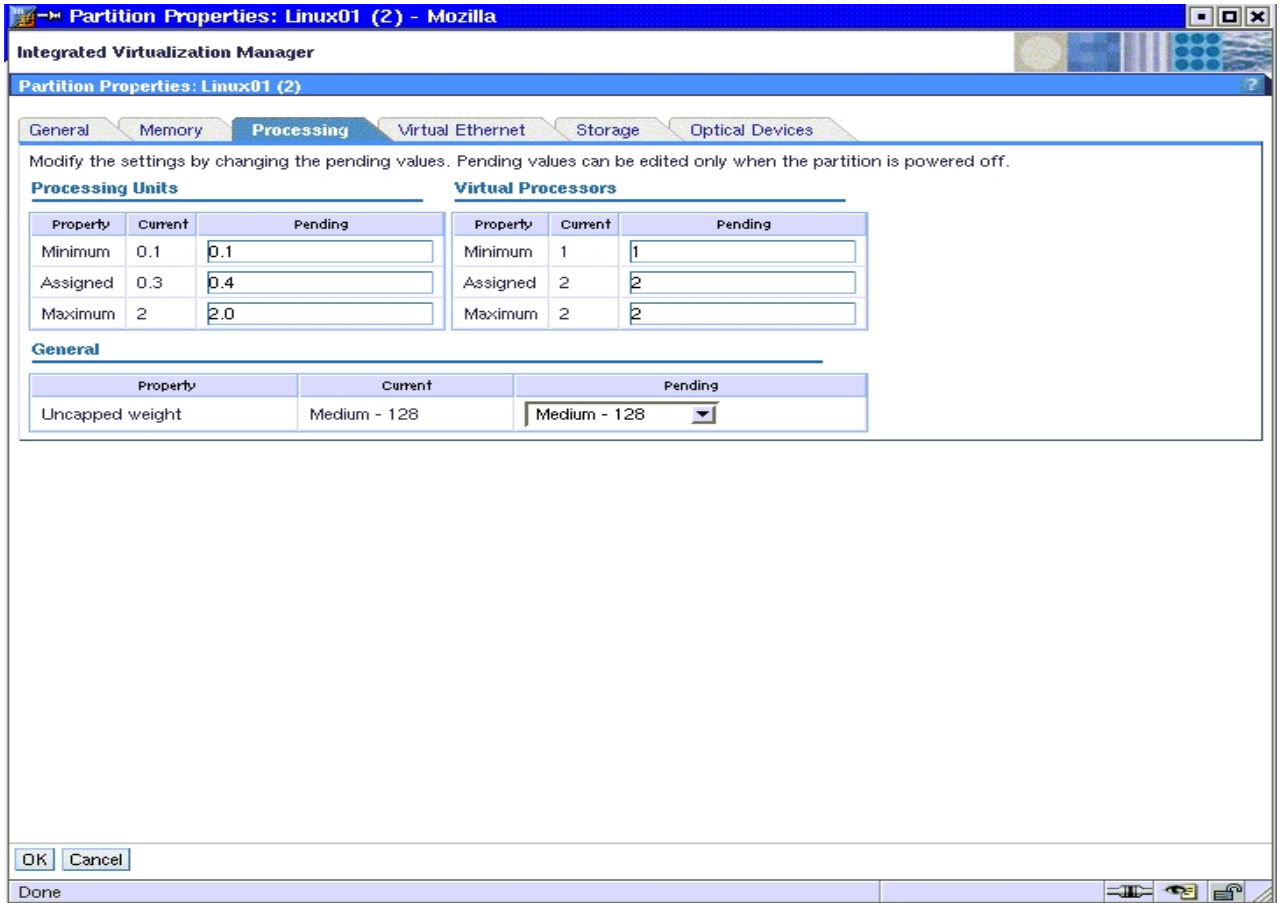 Partition Properties: Linux01 (2) - Mozilla
Integrated Virtualization Manager
Partition Properties: Linux01 (2) ?
General Memory Processing Virtual Ethernet Storage Optical Devices
Modify the settings by changing the pending values. Pending values can be edited only when the partition is powered off.
Processing Units Virtual Processors
Property Current Pending Property Current Pending
Minimum 0.1 0.1 Minimum 1 1
Assigned 0.3 0.4 Assigned 2 2
Maximum 2 2.0 Maximum 2 2
General
Property Current Pending
Uncapped weight Medium - 128 Medium - 128
OK Cancel
Done